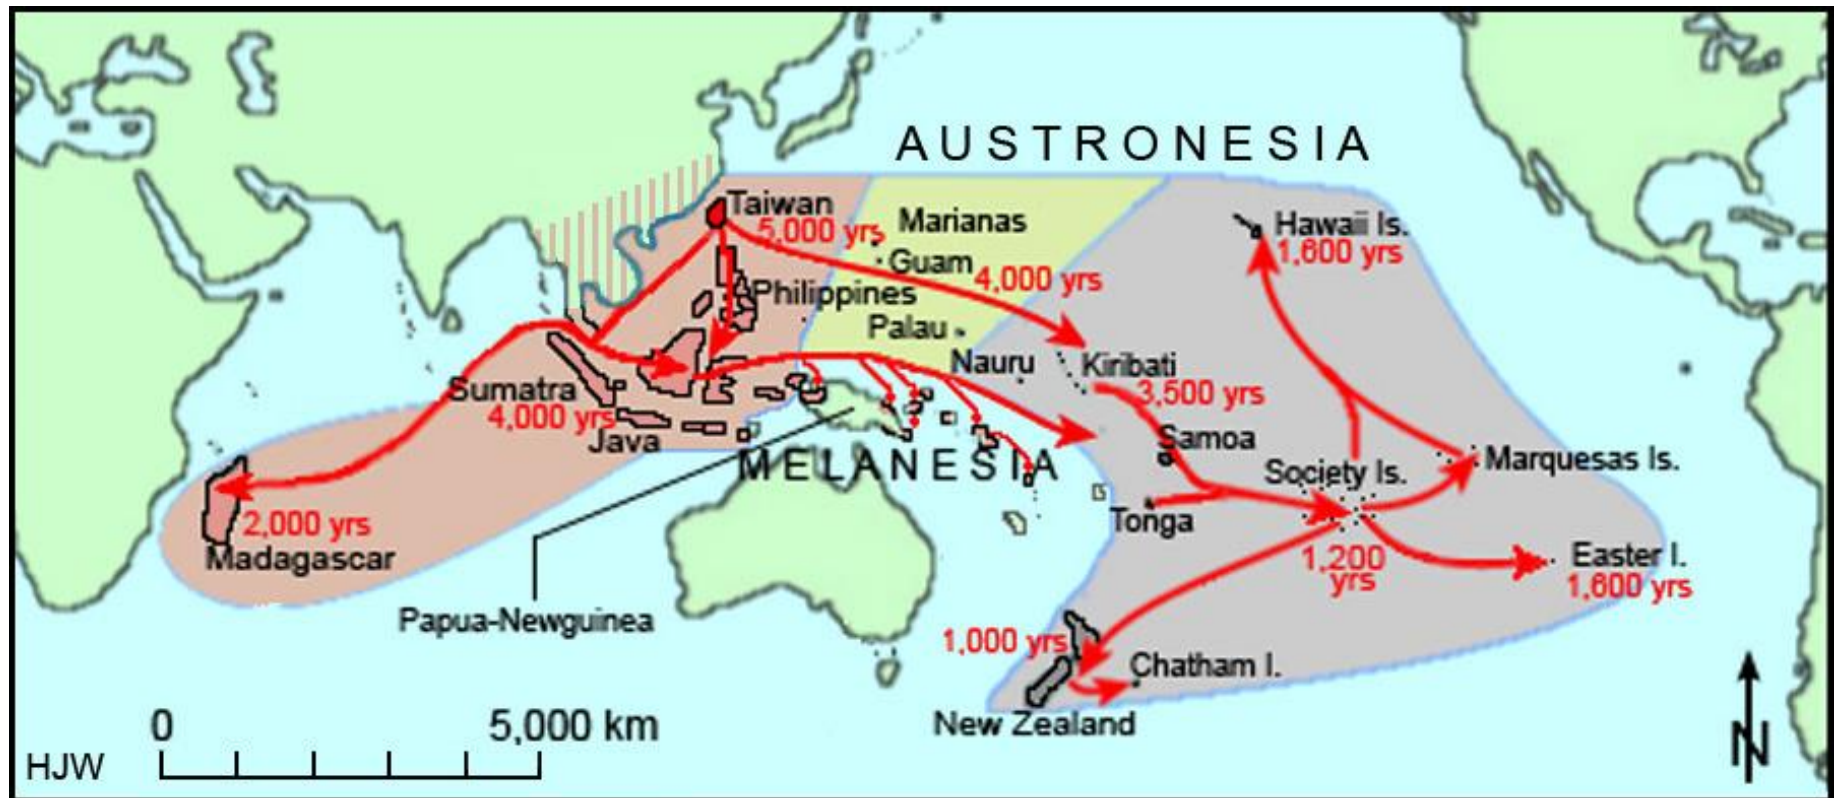 AUSTRONESIA
Taiwan
5,000 yrs
Marianas
Guam
4,000 yrs
Hawaii Is.
1,600 yrs
Philippines
Palau
Nauru
Kiribati
3,500 yrs
Sumatra
4,000 yrs
Java
MELANESIA
Samoa
Society Is.
Marquesas Is.
Tonga
2,000 yrs
Madagascar
1,200
yrs
Easter I.
1,600 yrs
Papua-Newguinea
1,000 yrs
Chatham I.
New Zealand
0 5,000 km
HJW
N